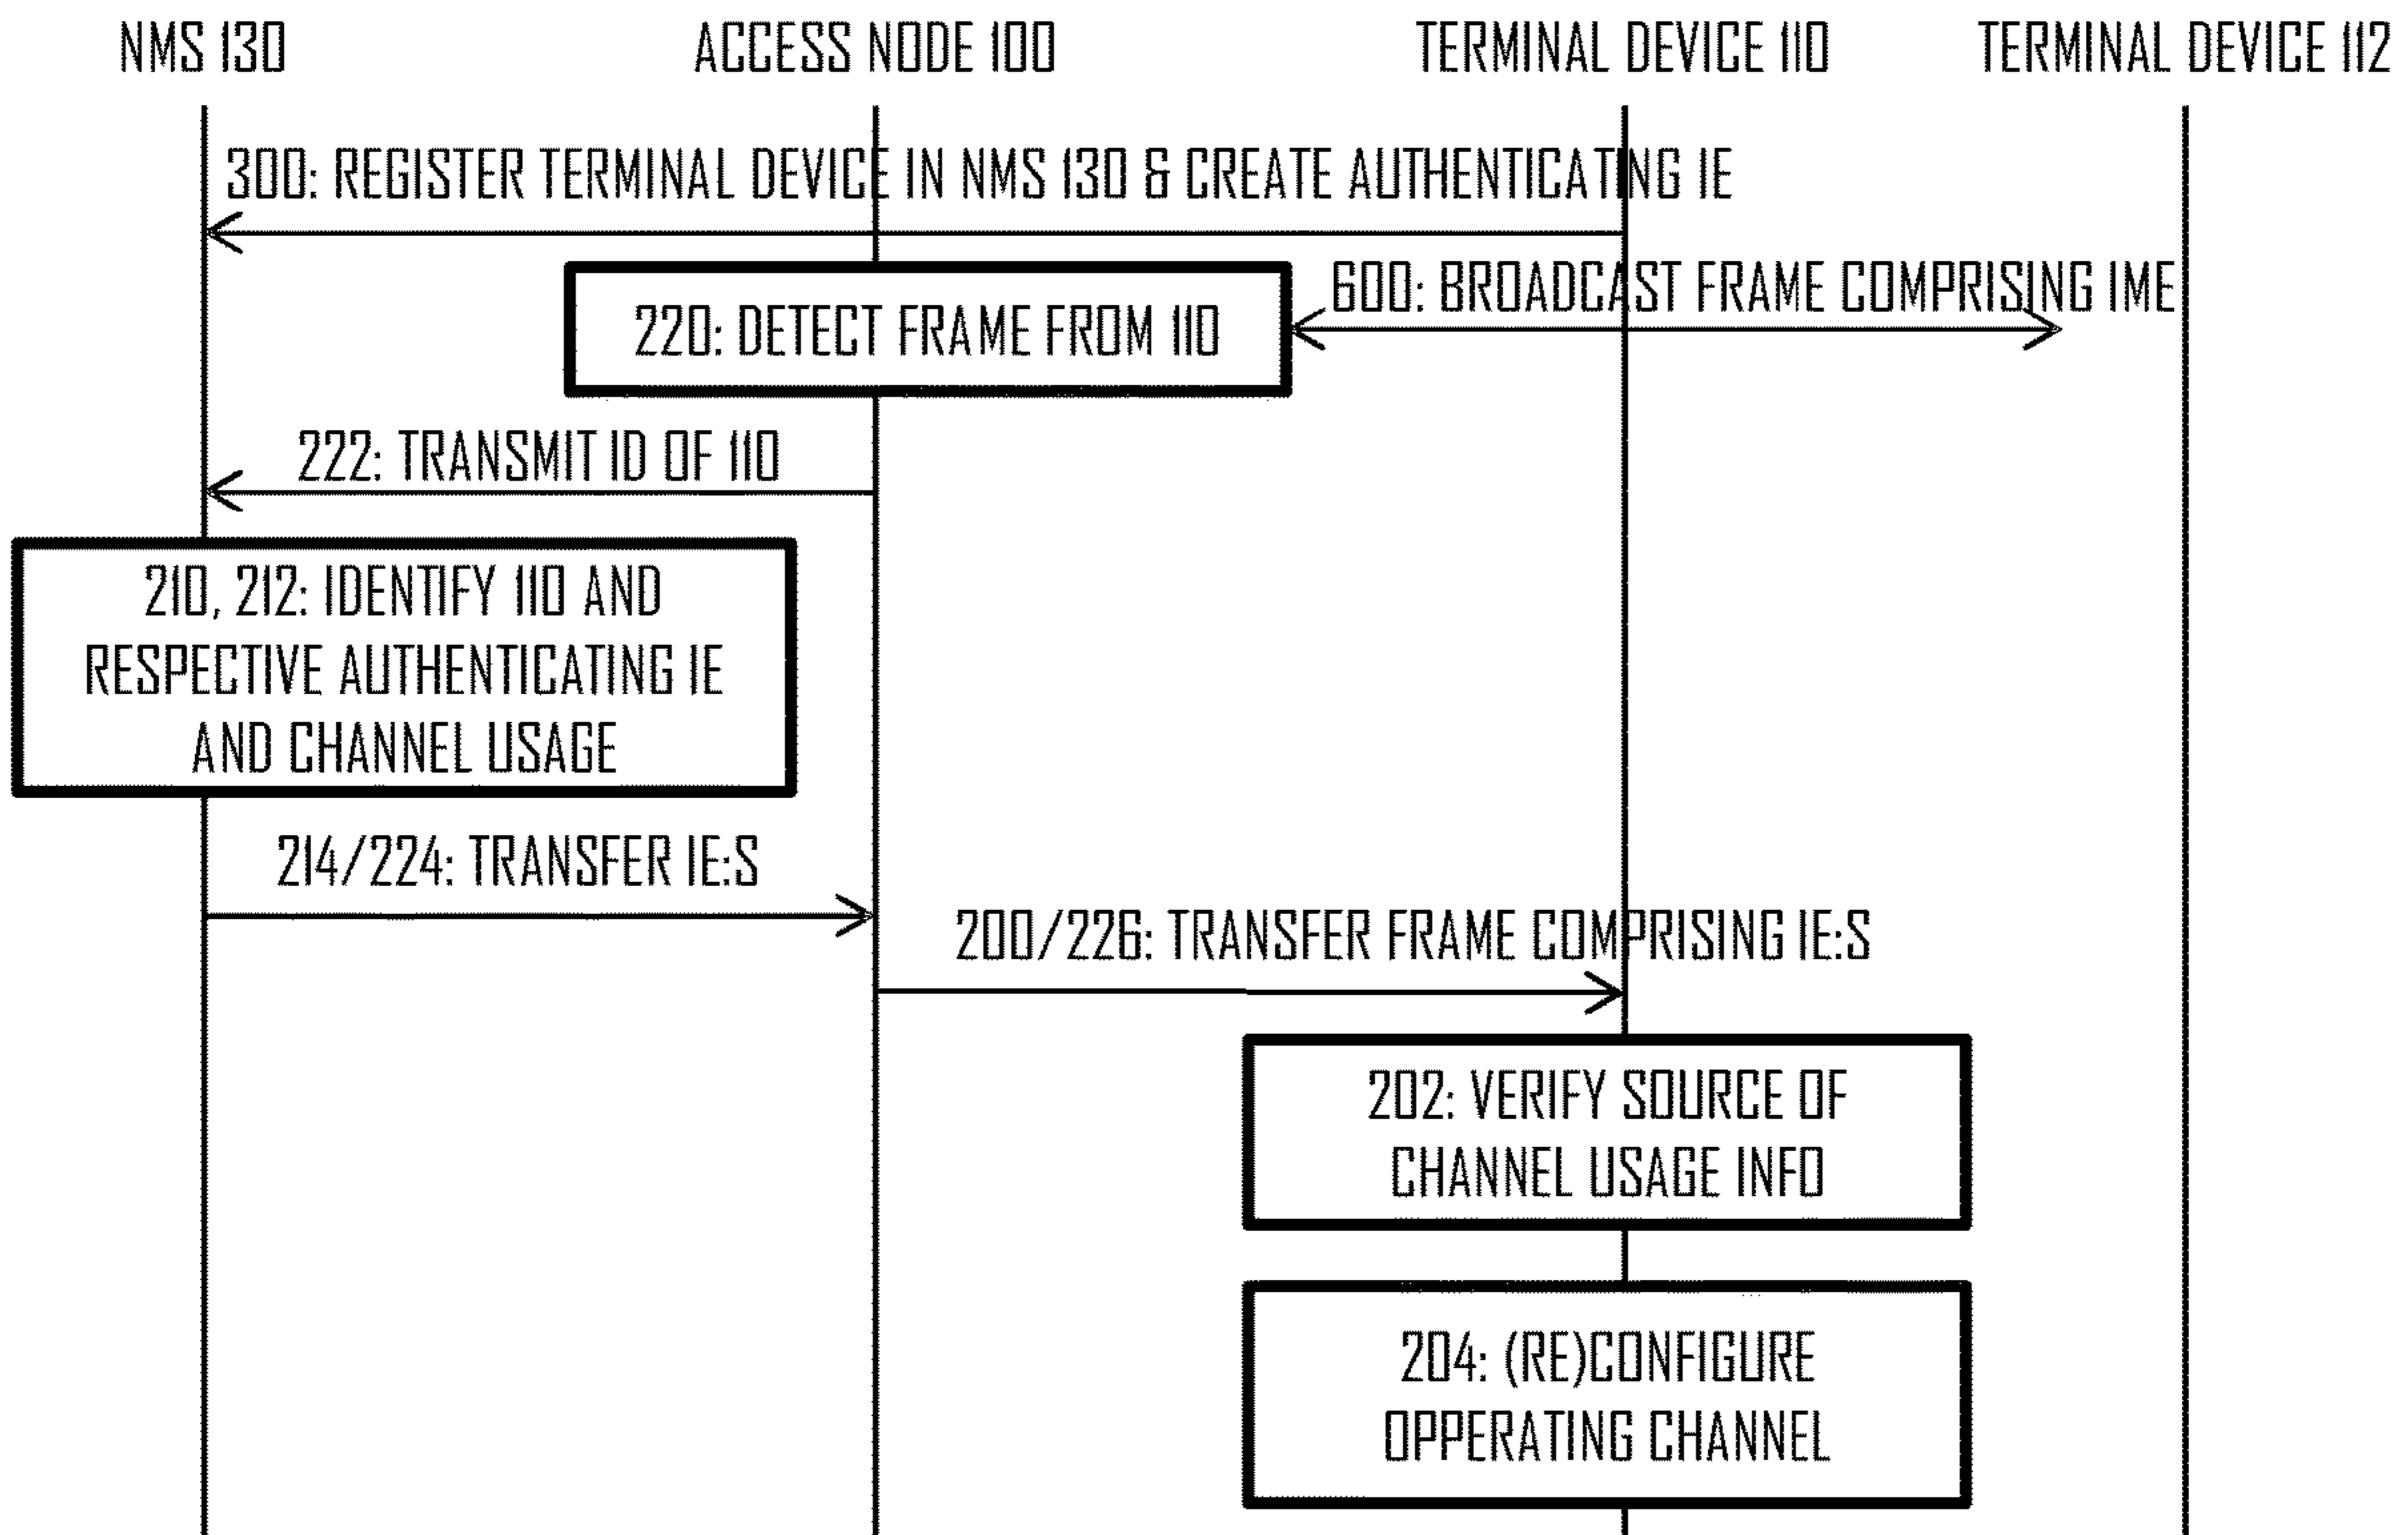 NMS 130
ACCESS NODE 100
TERMINAL DEVICE 110
TERMINAL DEVICE 112
300: REGISTER TERMINAL DEVICE IN NMS 130 & CREATE AUTHENTICATING IE
600: BROADCAST FRAME COMPRISING IME
220: DETECT FRAME FROM 110
222: TRANSMIT ID OF 110
210, 212: IDENTIFY 110 AND
RESPECTIVE AUTHENTICATING IE
AND CHANNEL USAGE
214/224: TRANSFER IE:S
200/226: TRANSFER FRAME COMPRISING IE:S
202: VERIFY SOURCE OF
CHANNEL USAGE INFO
204: (RE)CONFIGURE
OPPERATING CHANNEL